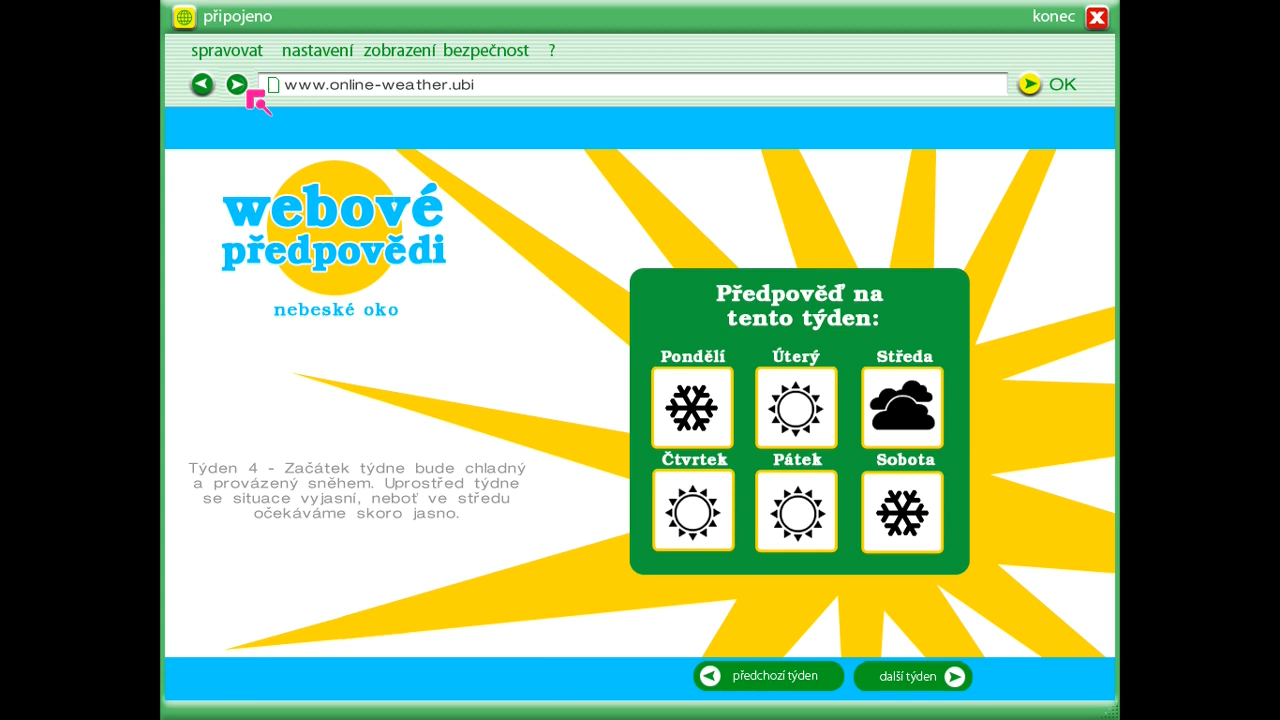 připojeno
konec
spravovat nastavení zobrazení bezpečnost ?
www.online-weather.ubi
OK
webové
předpovědi
nebeské oko
Předpověď na
tento týden:
Pondělí Úterý Středa
Čtvrtek Pátek Sobota
Týden 4 - Začátek týdne bude chladný
a provázený sněhem. Uprostřed týdne
se situace vyjasní, neboť ve středu
očekáváme skoro jasno.
předchozí týden
další týden